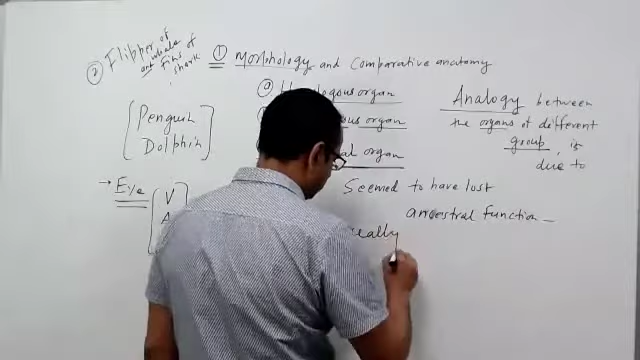 ② Flipper of
whale
Fins of
shark
① Morphology and Comparative anatomy
ⓐ organ
organ
organ
[Penguin
Dolphin]
Analogy between
the organs of different
group, is
due to
→ Eye
V
A
Seemed to have lost
ancestral function -